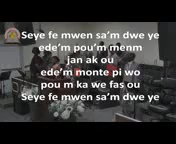 Seye fe mwen sa'm dwe ye
ede'm pou'm menm
jan ak ou
ede'm monte pi wo
pou m ka we fas ou
Seye fe mwen sa'm dwe ye